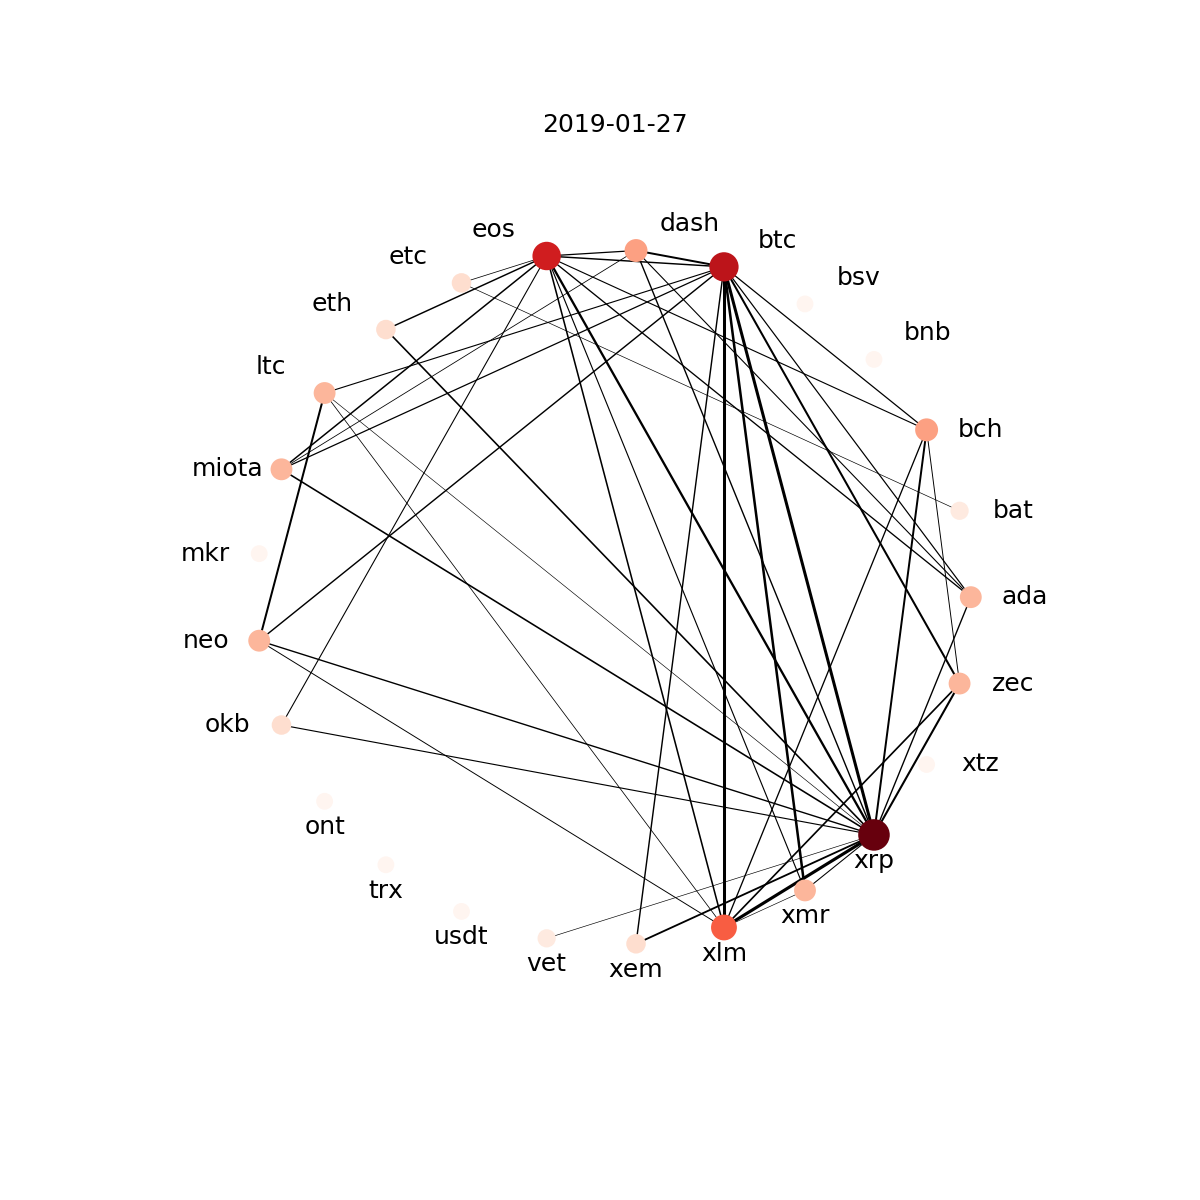 2019-01-27
dash
eos
btc
etc
bsv
eth
bnb
ltc
bch
miota
bat
mkr
ada
neo
zec
okb
xtz
ont
xrp
trx
xmr
usdt
xlm
vet
xem